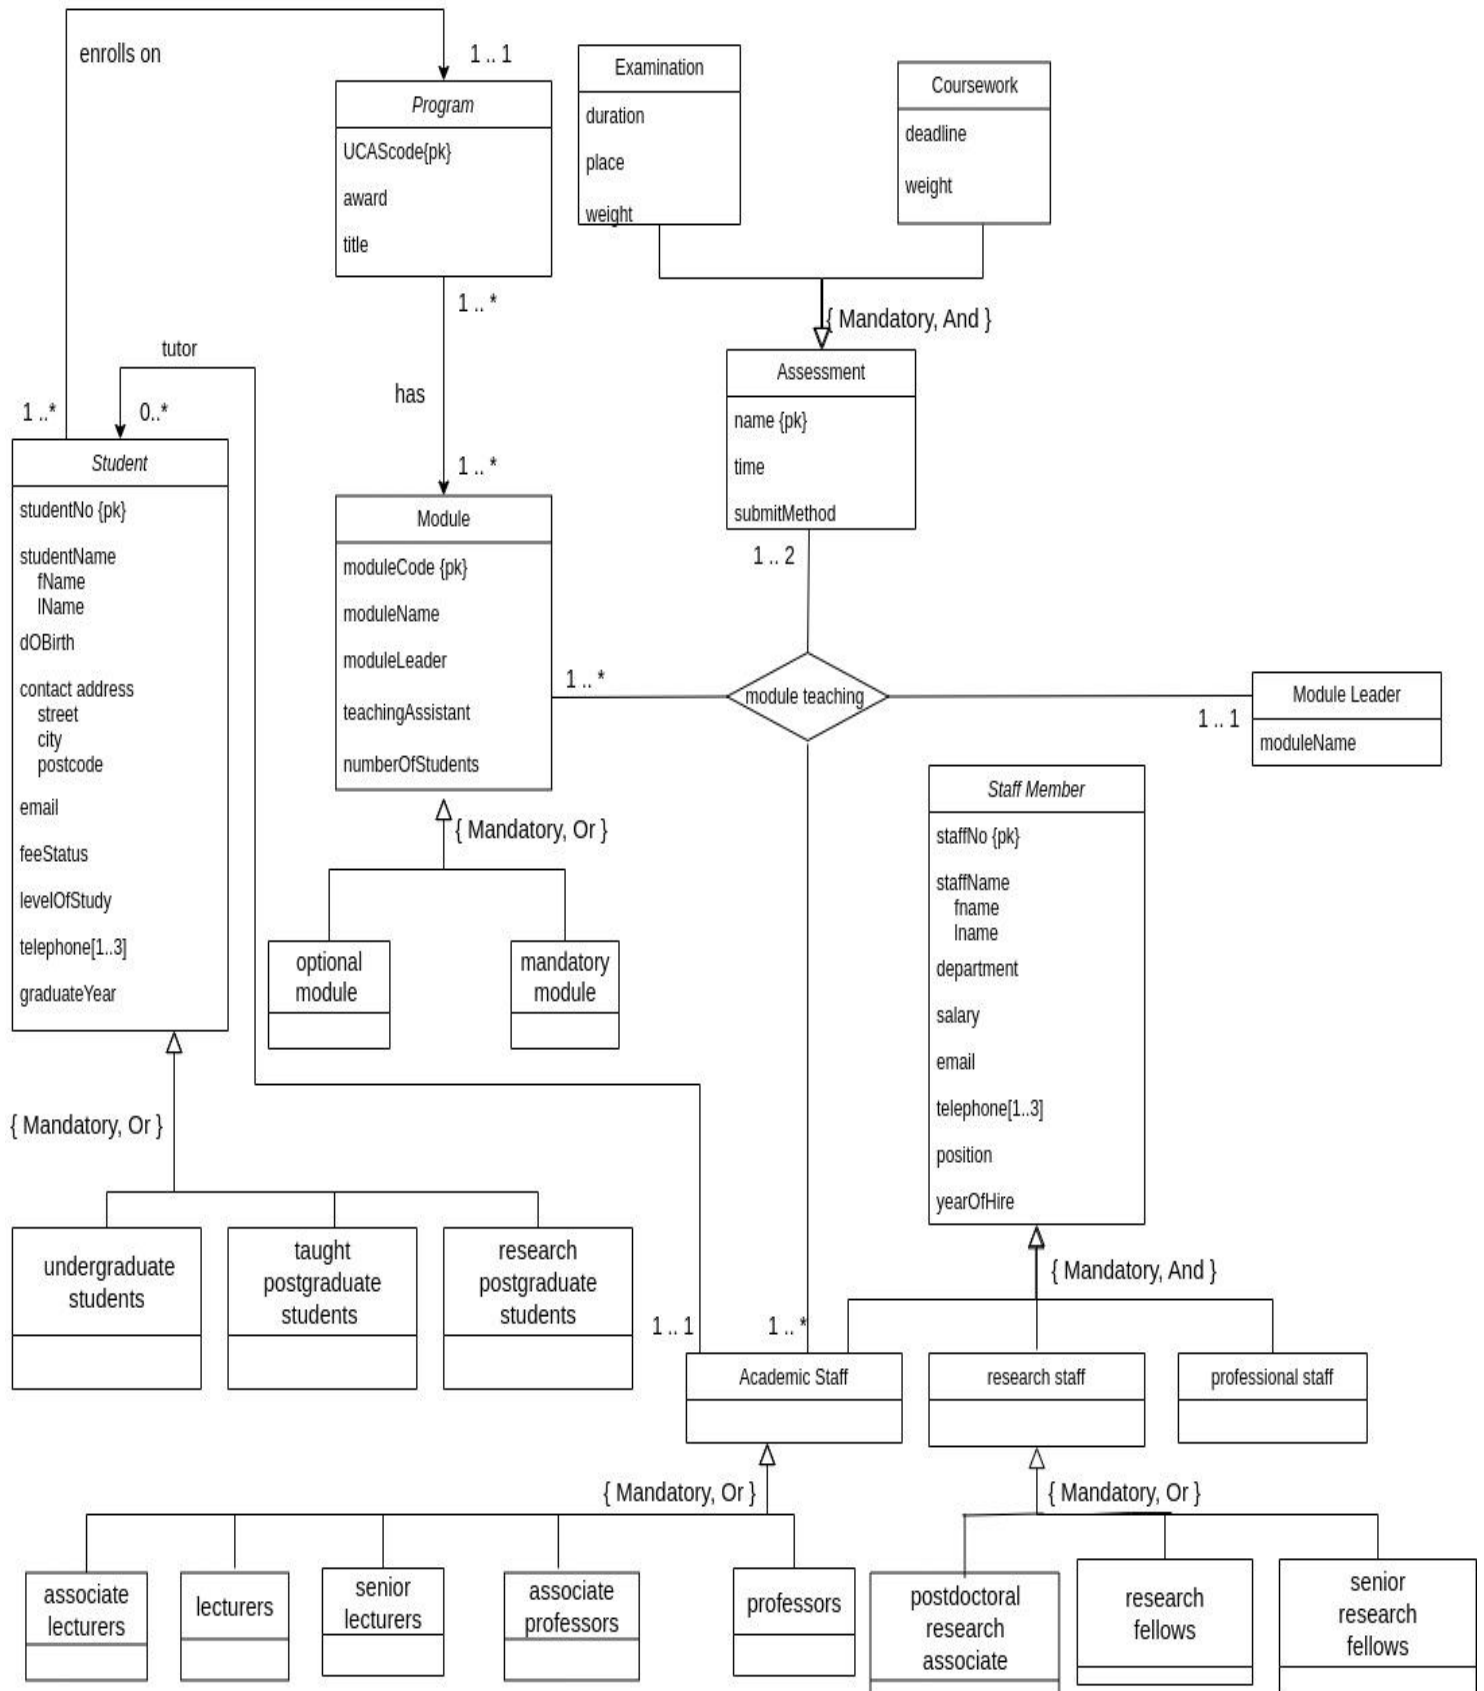 enrolls on
1 .. 1
Program
UCAScode{pk}
award
title
1 .. *
has
1 .. *
Examination
duration
place
weight
Coursework
deadline
weight
{ Mandatory, And }
Assessment
name {pk}
time
submitMethod
1 .. 2
tutor
1 ..*
0..*
Student
studentNo {pk}
studentName
fName
lName
dOBirth
contact address
street
city
postcode
email
feeStatus
levelOfStudy
telephone[1..3]
graduateYear
Module
moduleCode {pk}
moduleName
moduleLeader
teachingAssistant
numberOfStudents
1 .. *
module teaching
1 .. 1
Module Leader
moduleName
{ Mandatory, Or }
optional
module
mandatory
module
Staff Member
staffNo {pk}
staffName
fname
lname
department
salary
email
telephone[1..3]
position
yearOfHire
{ Mandatory, Or }
undergraduate
students
taught
postgraduate
students
research
postgraduate
students
{ Mandatory, And }
1 .. 1
1 .. *
Academic Staff
research staff
professional staff
{ Mandatory, Or }
associate
lecturers
lecturers
senior
lecturers
associate
professors
professors
{ Mandatory, Or }
postdoctoral
research
associate
research
fellows
senior
research
fellows